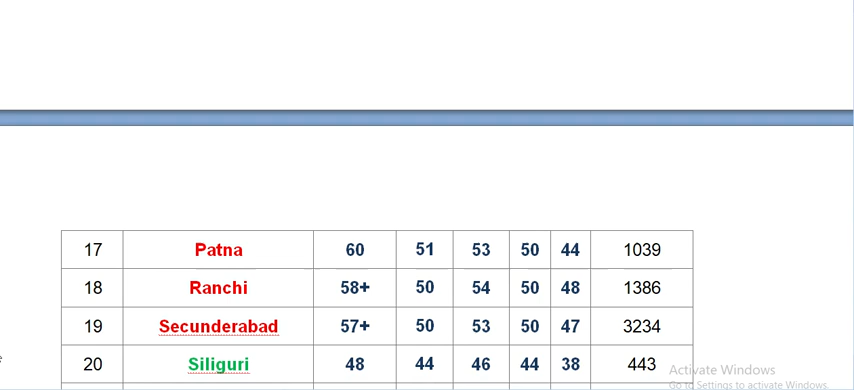 17 Patna 60 51 53 50 44 1039
18 Ranchi 58+ 50 54 50 48 1386
19 Secunderabad 57+ 50 53 50 47 3234
20 Siliguri 48 44 46 44 38 443
Activate Windows
Go to Settings to activate Windows.